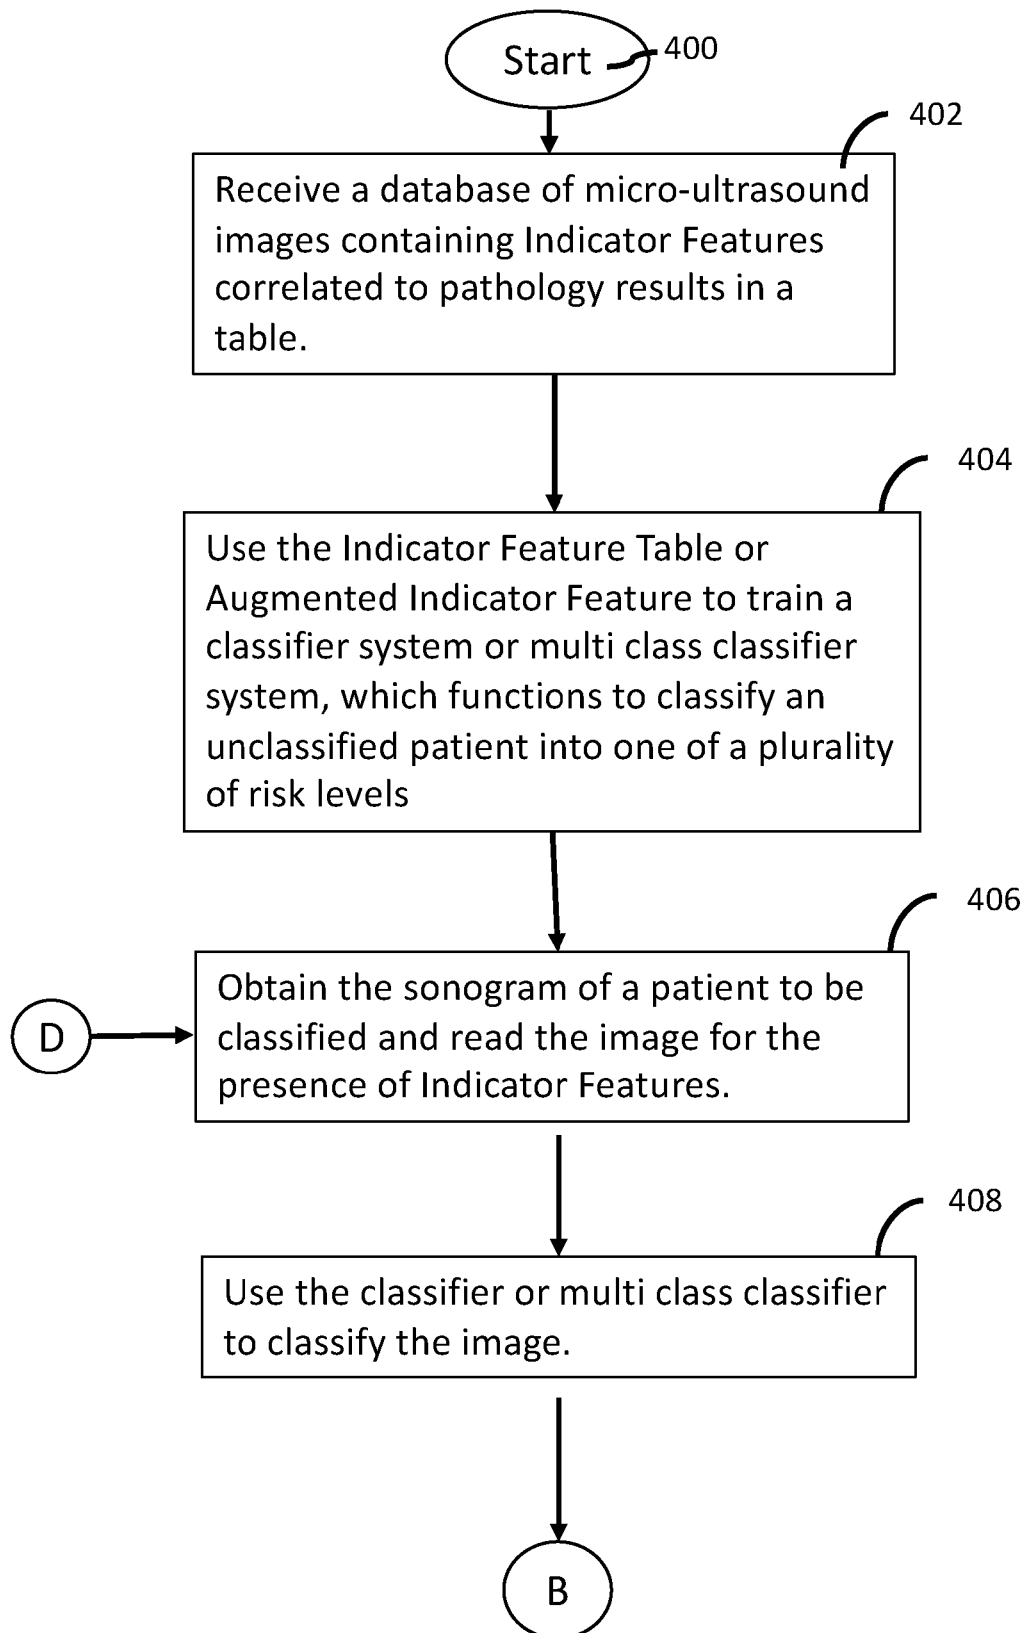 Start
400
402
Receive a database of micro-ultrasound
images containing Indicator Features
correlated to pathology results in a
table.
404
Use the Indicator Feature Table or
Augmented Indicator Feature to train a
classifier system or multi class classifier
system, which functions to classify an
unclassified patient into one of a plurality
of risk levels
406
Obtain the sonogram of a patient to be
classified and read the image for the
presence of Indicator Features.
D
408
Use the classifier or multi class classifier
to classify the image.
B